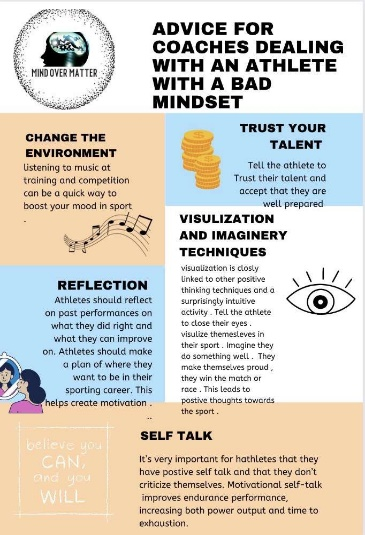 MIND OVER MATTER
ADVICE FOR
COACHES DEALING
WITH AN ATHLETE
WITH A BAD
MINDSET
CHANGE THE
ENVIRONMENT
listening to music at
training and competition
can be a quick way to
boost your mood in sport
.
TRUST YOUR
TALENT
Tell the athlete to
Trust their talent and
accept that they are
well prepared
VISULIZATION
AND IMAGINERY
TECHNIQUES
visualization is closly
linked to other positive
thinking techniques and a
surprisingly intuitive
activity . Tell the athlete
to close their eyes .
visulize themesleves in
their sport . Imagine they
do something well . They
make themselves proud ,
they win the match or
race . This leads to
postive thoughts towards
the sport .
REFLECTION
Athletes should reflect
on past performances on
what they did right and
what they can improve
on. Athletes should make
a plan of where they
want to be in their
sporting career. This
helps create motivation .
..
believe you
CAN,
and you
WILL
SELF TALK
It's very important for hathletes that they
have postive self talk and that they don't
criticize themselves. Motivational self-talk
improves endurance performance,
increasing both power output and time to
exhaustion.